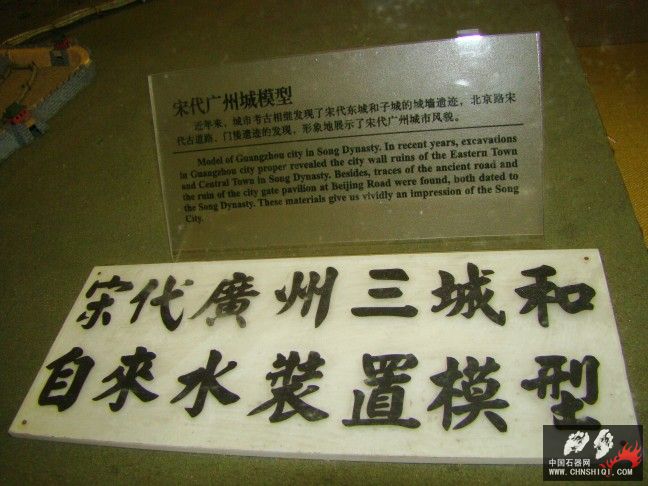 宋代广州城模型
近年来，城市考古相继发现了宋代东城和子城的城墙遗迹，北京路宋
代古道路、门楼遗迹的发现，形象地展示了宋代广州城市风貌。
Model of Guangzhou city in Song Dynasty. In recent years, excavations
in Guangzhou city proper revealed the city wall ruins of the Eastern Town
and Central Town in Song Dynasty. Besides, traces of the ancient road and
the ruin of the city gate pavilion at Beijing Road were found, both dated to
the Song Dynasty. These materials give us vividly an impression of the Song
City.
宋代廣州三城和
自來水裝置模型
中国石器网
WWW.CHNSHIQI.COM